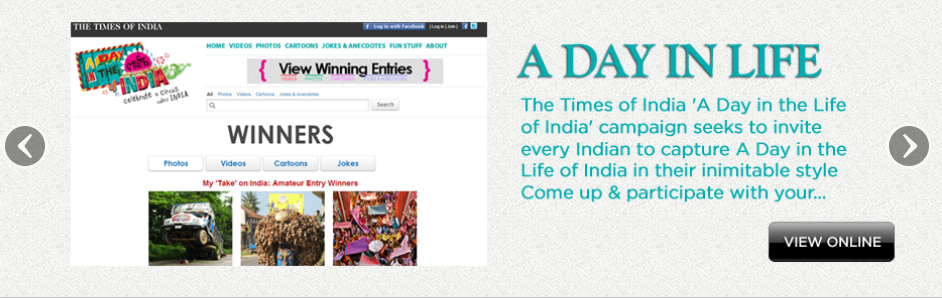 THE TIMES OF INDIA
Log in with Facebook | Log in | Join |
HOME VIDEOS PHOTOS CARTOONS JOKES & ANECDOTES FUN STUFF ABOUT
A DAY
IN THE
LIFE
OF
INDIA
celebrate a circus
called INDIA
{ View Winning Entries }
All Photos Videos Cartoons Jokes & Anecdotes
Search
WINNERS
Photos Videos Cartoons Jokes
My 'Take' on India: Amateur Entry Winners
A DAY IN LIFE
The Times of India 'A Day in the Life
of India' campaign seeks to invite
every Indian to capture A Day in the
Life of India in their inimitable style
Come up & participate with your...
VIEW ONLINE